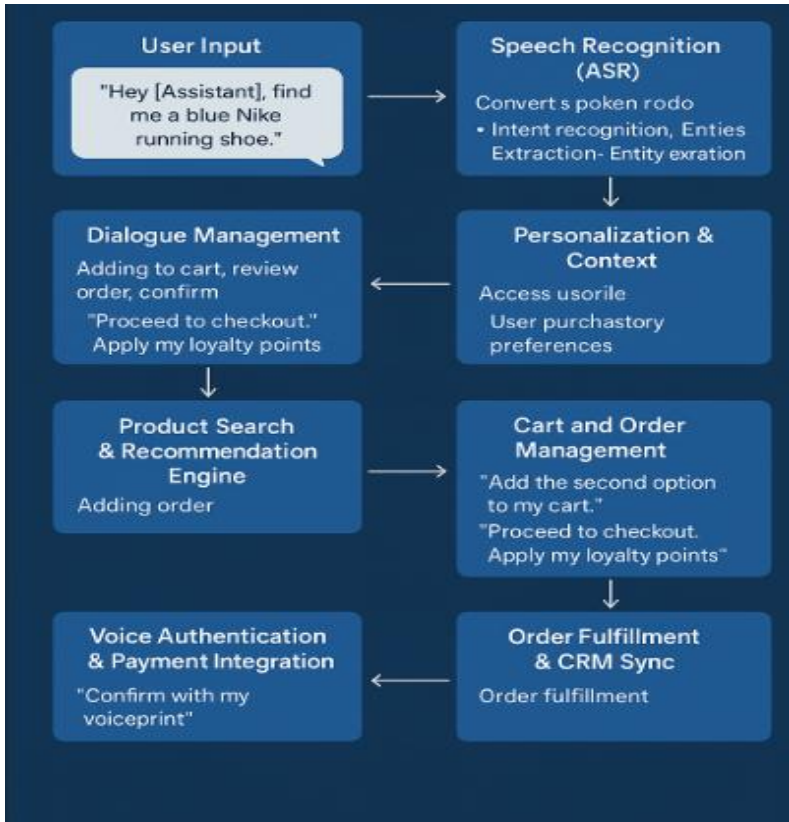 User Input
"Hey [Assistant], find
me a blue Nike
running shoe."
Speech Recognition
(ASR)
Convert s poken rodo
• Intent recognition, Enties
Extraction- Entity exration
Personalization &
Context
Access usorile
User purchastory
preferences
Dialogue Management
Adding to cart, review
order, confirm
"Proceed to checkout."
Apply my loyalty points
Product Search
& Recommendation
Engine
Adding order
Cart and Order
Management
"Add the second option
to my cart."
"Proceed to checkout.
Apply my loyalty points"
Order Fulfillment
& CRM Sync
Order fulfillment
Voice Authentication
& Payment Integration
"Confirm with my
voiceprint"